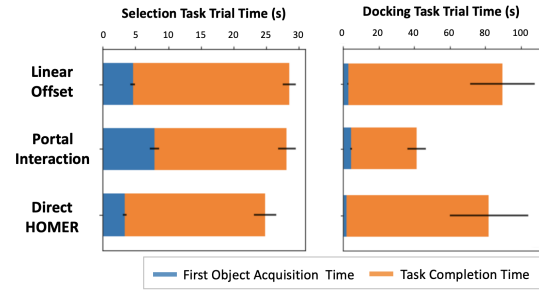 Selection Task Trial Time (s)
0 5 10 15 20 25 30
Docking Task Trial Time (s)
0 20 40 60 80 100
Linear
Offset
Portal
Interaction
Direct
HOMER
First Object Acquisition Time
Task Completion Time